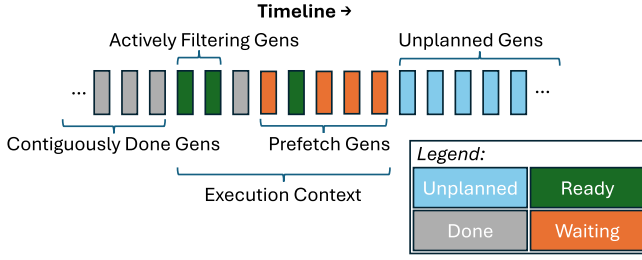 Timeline →
Actively Filtering Gens
Unplanned Gens
...
...
Contiguously Done Gens
Prefetch Gens
Execution Context
Legend:
Unplanned
Ready
Done
Waiting